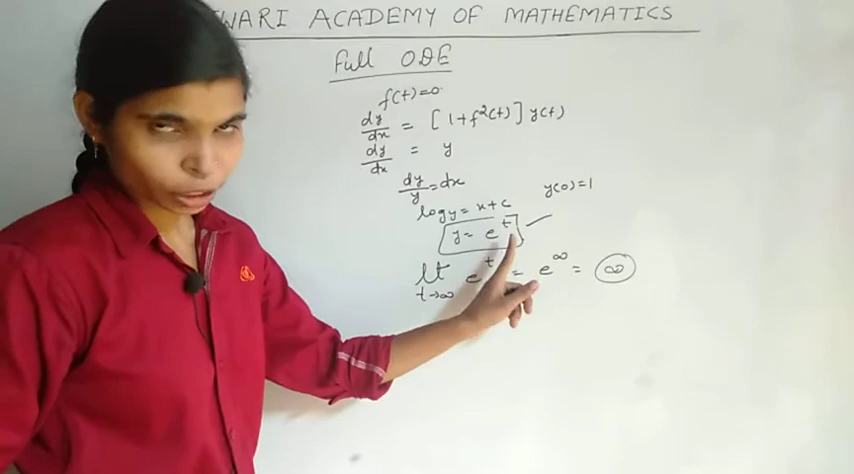 WARI ACADEMY OF MATHEMATICS
Full ODE
f(t)=0
dy/dx = [1+f²(t)] y(t)
dy/dx = y
dy/y = dx
log y = x+c y(0)=1
y = e^t
lt t→∞ e^t = e^∞ = ∞